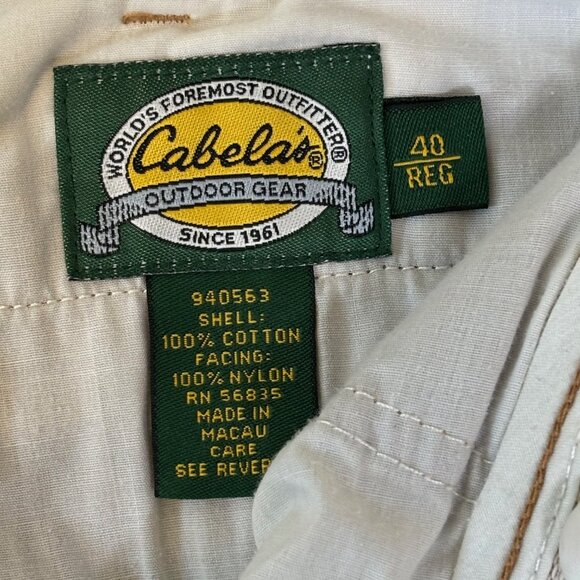 WORLD'S FOREMOST OUTFITTER®
Cabela's®
OUTDOOR GEAR
SINCE 1961
40
REG
940563
SHELL:
100% COTTON
FACING:
100% NYLON
RN 56835
MADE IN
MACAU
CARE
SEE REVER